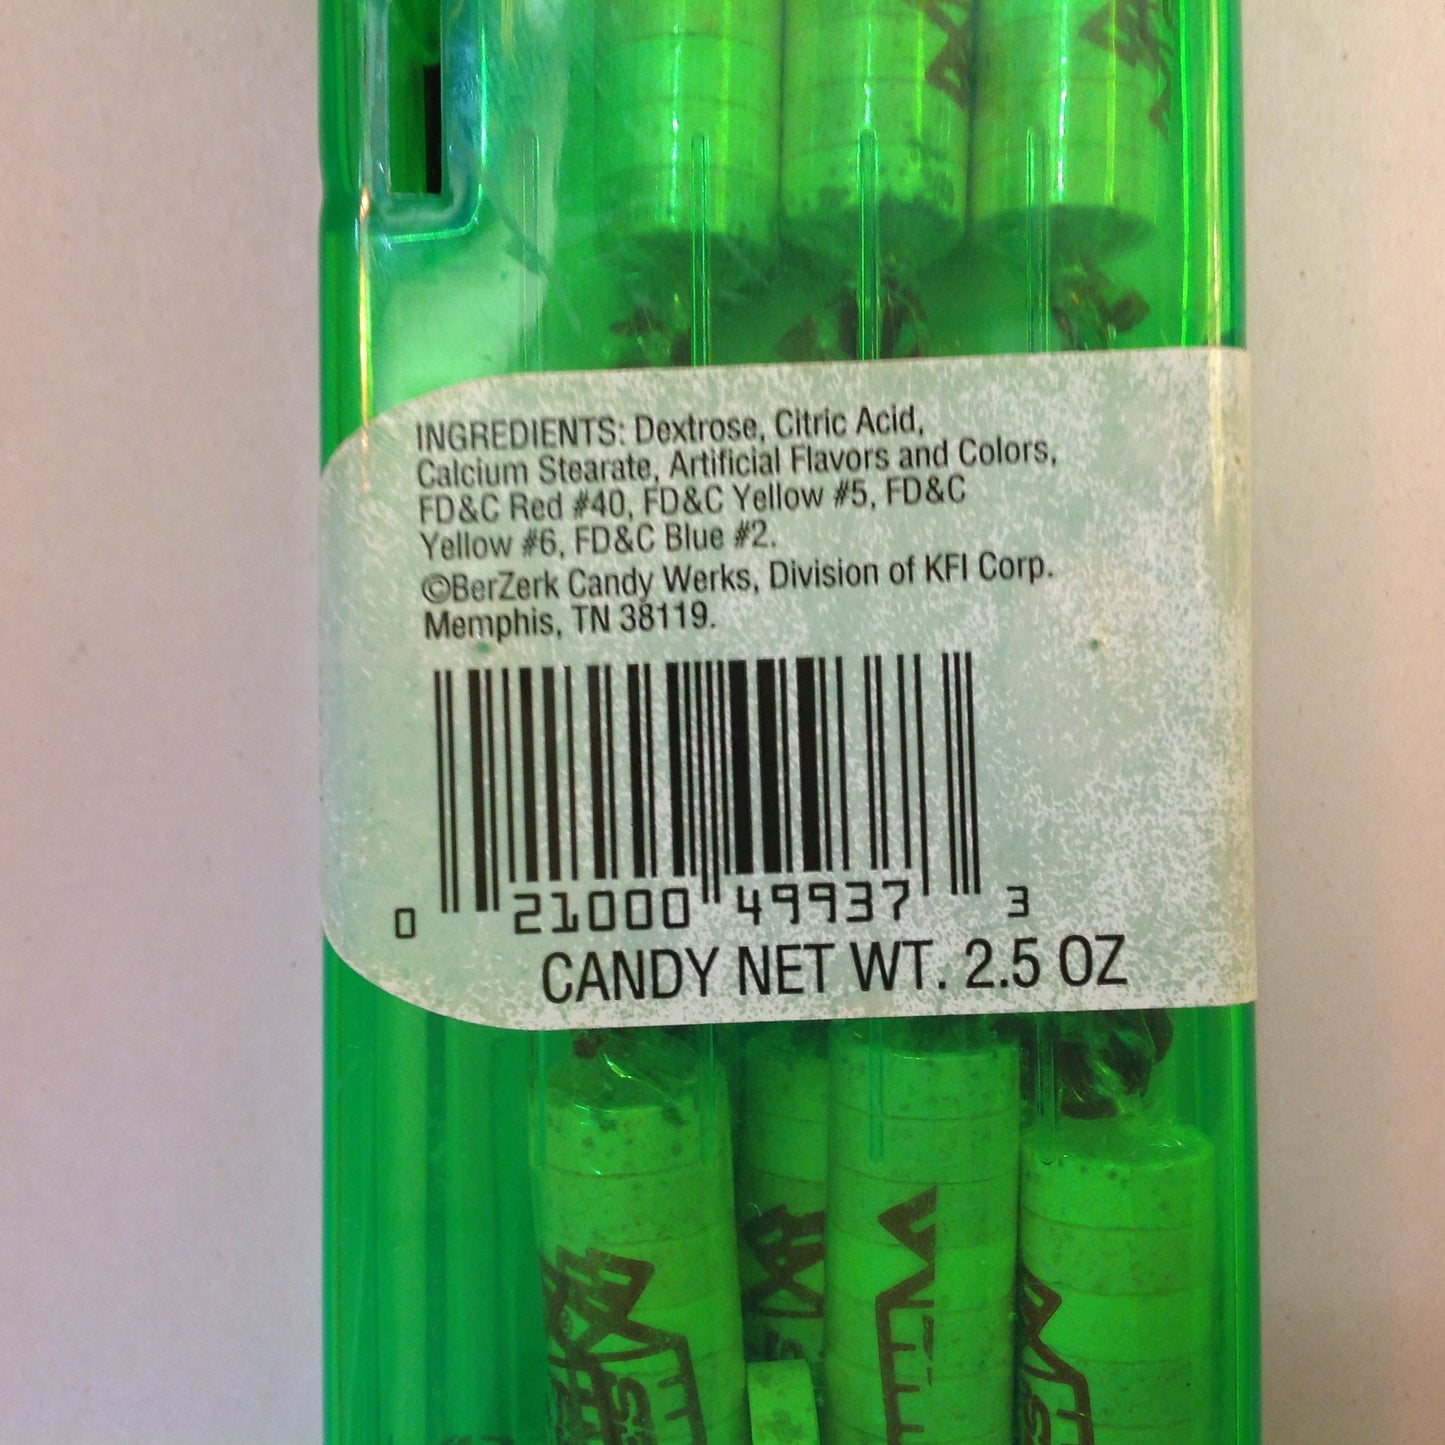 INGREDIENTS: Dextrose, Citric Acid,
Calcium Stearate, Artificial Flavors and Colors,
FD&C Red #40, FD&C Yellow #5, FD&C
Yellow #6, FD&C Blue #2.
©BerZerk Candy Werks, Division of KFI Corp.
Memphis, TN 38119.
0 21000 49937 3
CANDY NET WT. 2.5 OZ